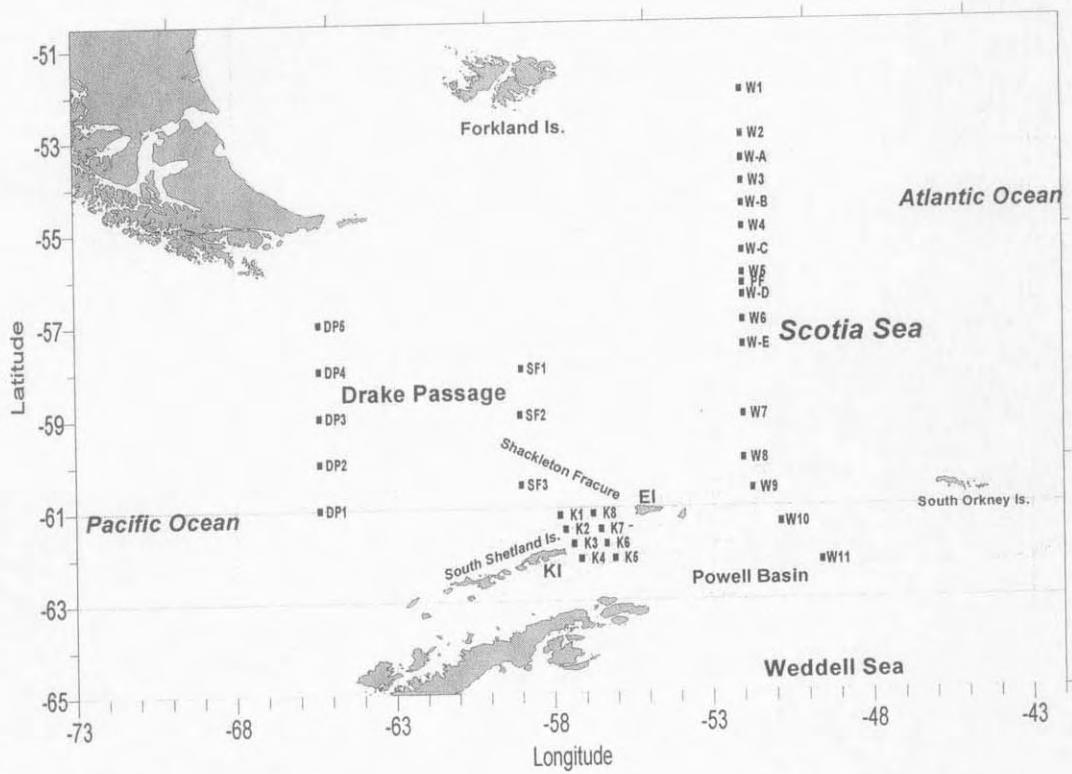 -51
W1
Forkland Is.
W2
-53
W-A
W3
W-B
Atlantic Ocean
W4
-55
W-C
W5
PF
W-D
DP5
W6
Scotia Sea
-57
W-E
DP4
SF1
Drake Passage
Latitude
DP3
SF2
W7
-59
Shackleton Fracure
W8
DP2
SF3
EI
W9
South Orkney Is.
DP1
K1
K8
W10
Pacific Ocean
-61
K2
K7
South Shetland Is.
K3
K6
KI
K4
K5
W11
Powell Basin
-63
Weddell Sea
-65
-73
-68
-63
-58
-53
-48
-43
Longitude